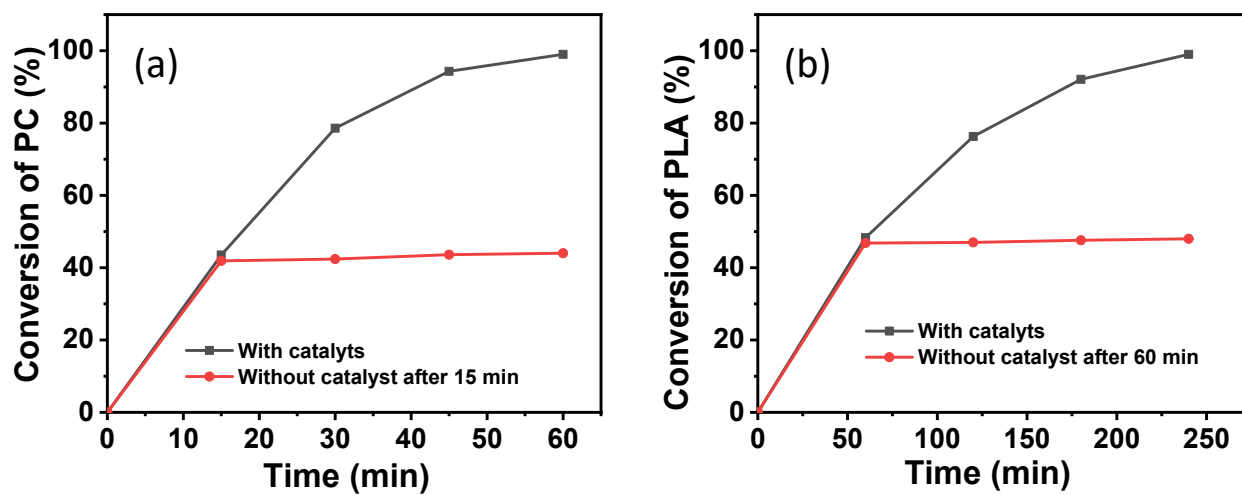 (a)
Conversion of PC (%)
100
80
60
40
20
0
With catalyts
Without catalyst after 15 min
0 10 20 30 40 50 60
Time (min)
(b)
Conversion of PLA (%)
100
80
60
40
20
0
With catalyts
Without catalyst after 60 min
0 50 100 150 200 250
Time (min)